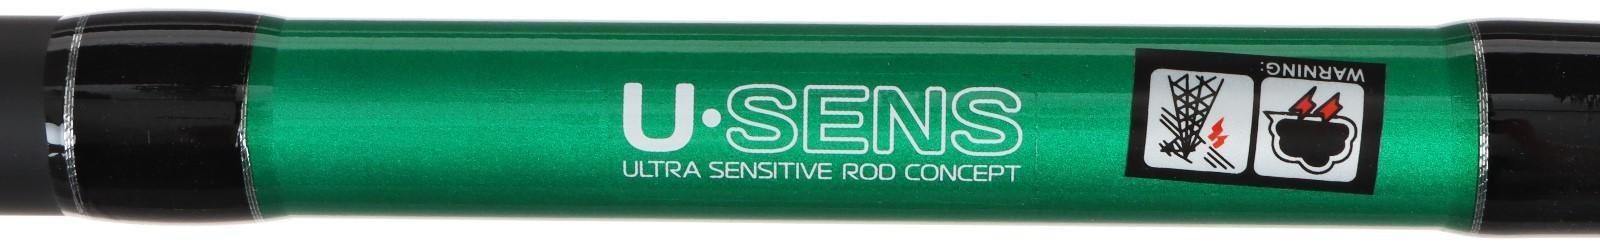 U·SENS
ULTRA SENSITIVE ROD CONCEPT
WARNING: